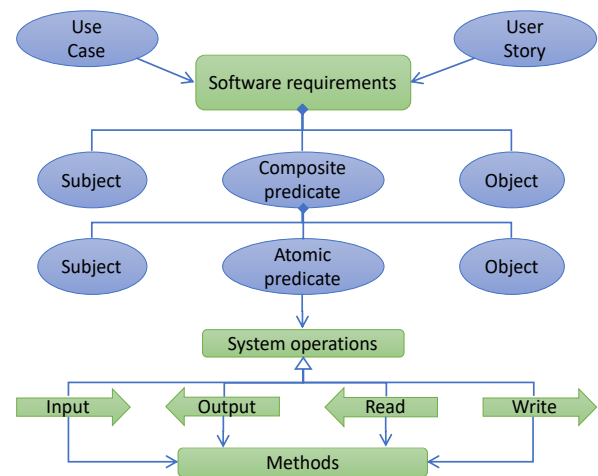 Use
Case
User
Story
Software requirements
Subject
Composite
predicate
Object
Subject
Atomic
predicate
Object
System operations
Input
Output
Read
Write
Methods